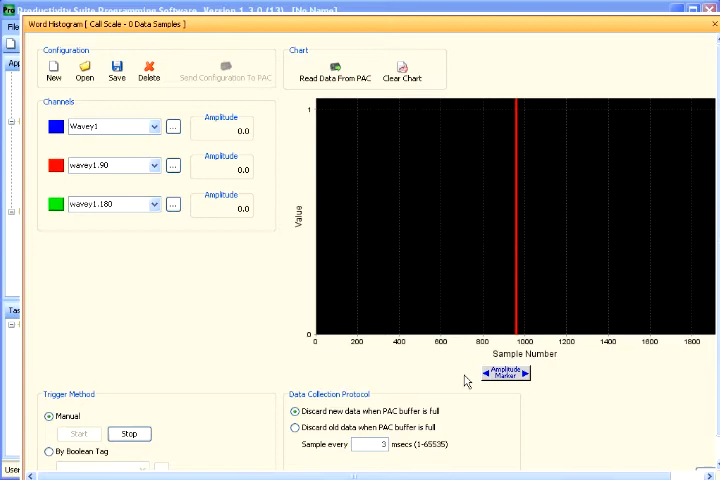 Productivity Suite Programming Software, Version 1.3.0 (13) [No Name]
File
Word Histogram [ Call Scale - 0 Data Samples ]
App
Configuration
New
Open
Save
Delete
Send Configuration To PAC
Chart
Read Data From PAC
Clear Chart
Channels
Wavey1
...
Amplitude
0.0
wavey1.90
...
Amplitude
0.0
wavey1.180
...
Amplitude
0.0
Value
1
0
0 200 400 600 800 1000 1200 1400 1600 1800
Sample Number
Amplitude
Marker
Tas
Trigger Method
Manual
Start
Stop
By Boolean Tag
Data Collection Protocol
Discard new data when PAC buffer is full
Discard old data when PAC buffer is full
Sample every 3 msecs (1-65535)
User